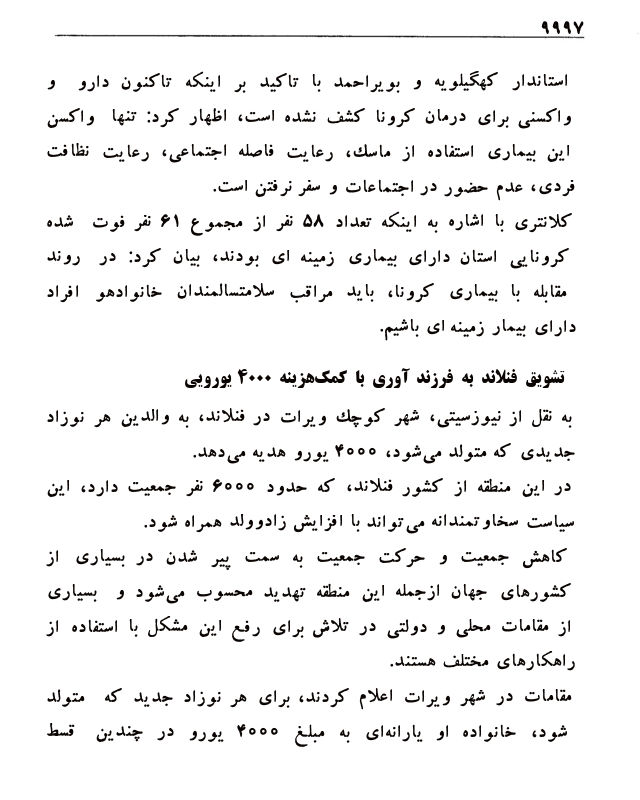 ۹۹۹۷
استاندار کهگیلویه و بویراحمد با تاکید بر اینکه تاکنون دارو و
واکسنی برای درمان کرونا کشف نشده است، اظهار کرد: تنها واکسن
این بیماری استفاده از ماسك، رعایت فاصله اجتماعی، رعایت نظافت
فردی، عدم حضور در اجتماعات و سفر نرفتن است.
کلانتری با اشاره به اینکه تعداد ۵۸ نفر از مجموع ۶۱ نفر فوت شده
کرونایی استان دارای بیماری زمینه ای بودند، بیان کرد: در روند
مقابله با بیماری کرونا، باید مراقب سلامتسالمندان خانوادهو افراد
دارای بیمار زمینه ای باشیم.
تشویق فنلاند به فرزند آوری با کمک‌هزینه ۴۰۰۰ یورویی
به نقل از نیوزسیتی، شهر کوچك ویرات در فنلاند، به والدین هر نوزاد
جدیدی که متولد می‌شود، ۴۰۰۰ یورو هدیه می‌دهد.
در این منطقه از کشور فنلاند، که حدود ۶۰۰۰ نفر جمعیت دارد، این
سیاست سخاوتمندانه می‌تواند با افزایش زادوولد همراه شود.
کاهش جمعیت و حرکت جمعیت به سمت پیر شدن در بسیاری از
کشورهای جهان ازجمله این منطقه تهدید محسوب می‌شود و بسیاری
از مقامات محلی و دولتی در تلاش برای رفع این مشکل با استفاده از
راهکارهای مختلف هستند.
مقامات در شهر ویرات اعلام کردند، برای هر نوزاد جدید که متولد
شود، خانواده او یارانه‌ای به مبلغ ۴۰۰۰ یورو در چندین قسط